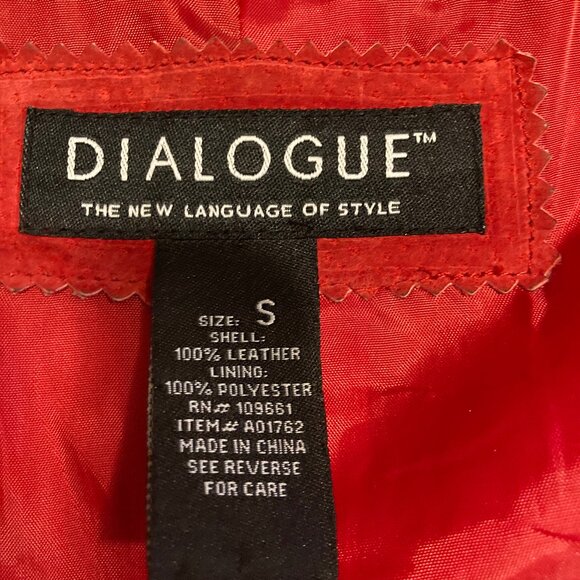 DIALOGUE™
THE NEW LANGUAGE OF STYLE
SIZE: S
SHELL:
100% LEATHER
LINING:
100% POLYESTER
RN# 109661
ITEM# A01762
MADE IN CHINA
SEE REVERSE
FOR CARE